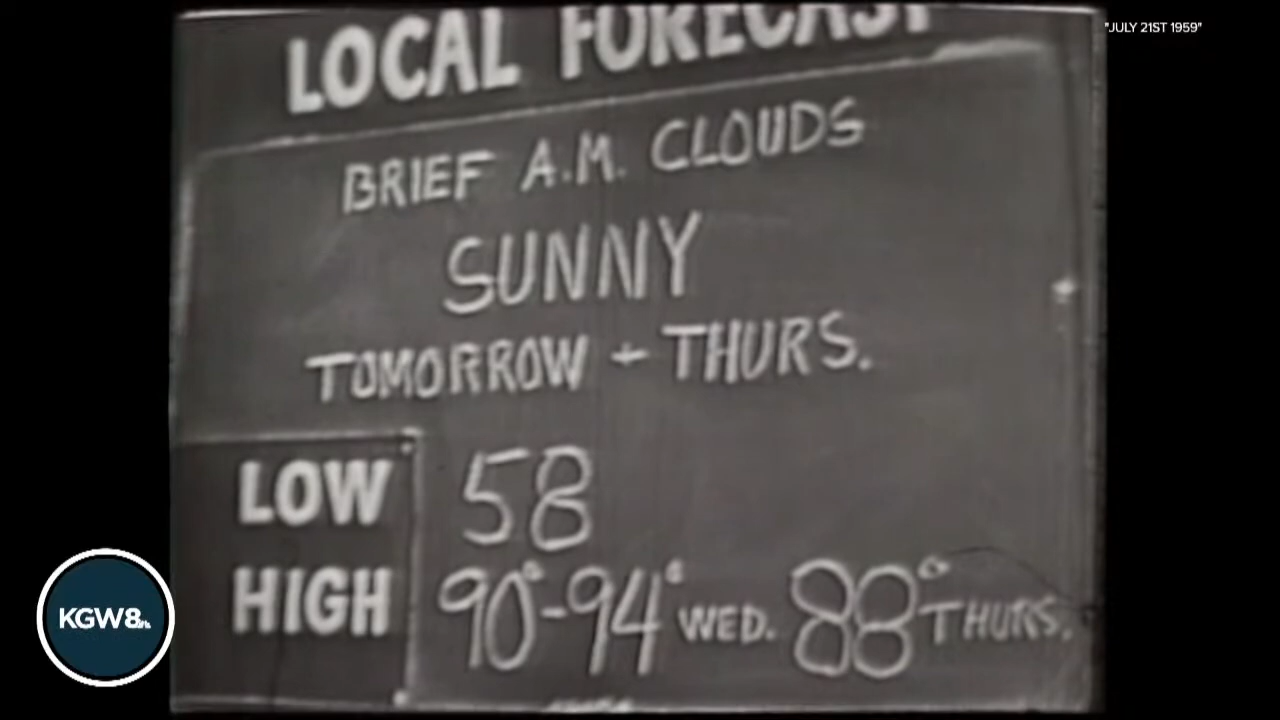 "JULY 21ST 1959"
LOCAL FORECAST
BRIEF A.M. CLOUDS
SUNNY
TOMORROW + THURS.
LOW 58
HIGH 90°-94° WED. 88° THURS.
KGW8